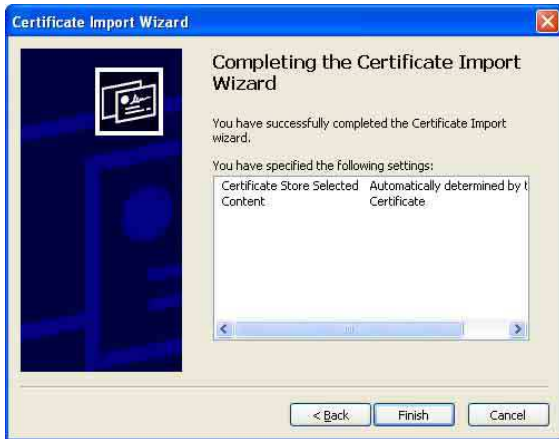 Certificate Import Wizard
Completing the Certificate Import
Wizard
You have successfully completed the Certificate Import
wizard.
You have specified the following settings:
Certificate Store Selected Automatically determined by t
Content Certificate
< Back Finish Cancel